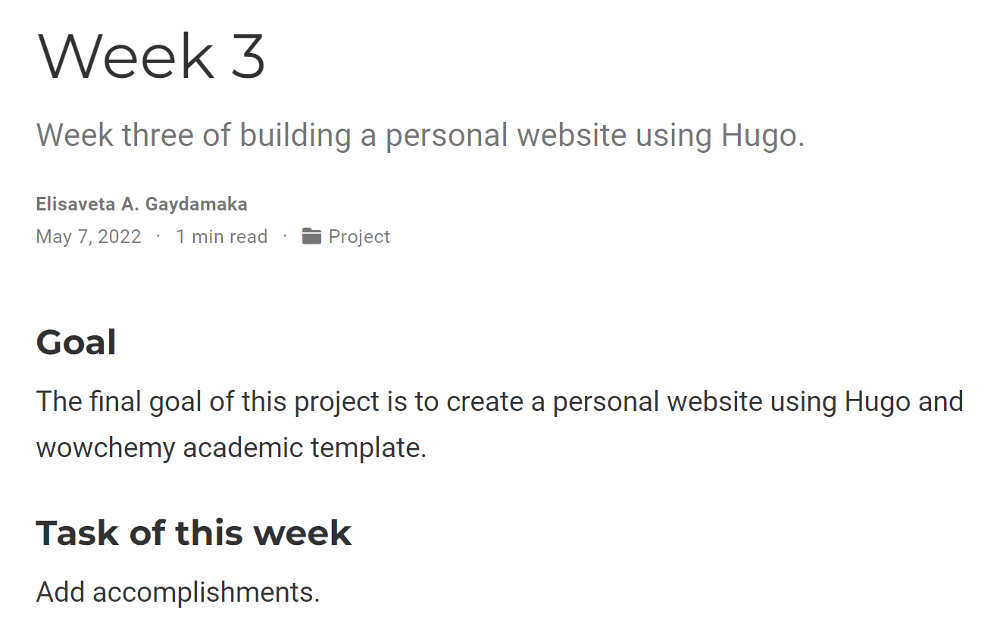 Week 3
Week three of building a personal website using Hugo.
Elisaveta A. Gaydamaka
May 7, 2022 · 1 min read · Project
Goal
The final goal of this project is to create a personal website using Hugo and
wowchemy academic template.
Task of this week
Add accomplishments.